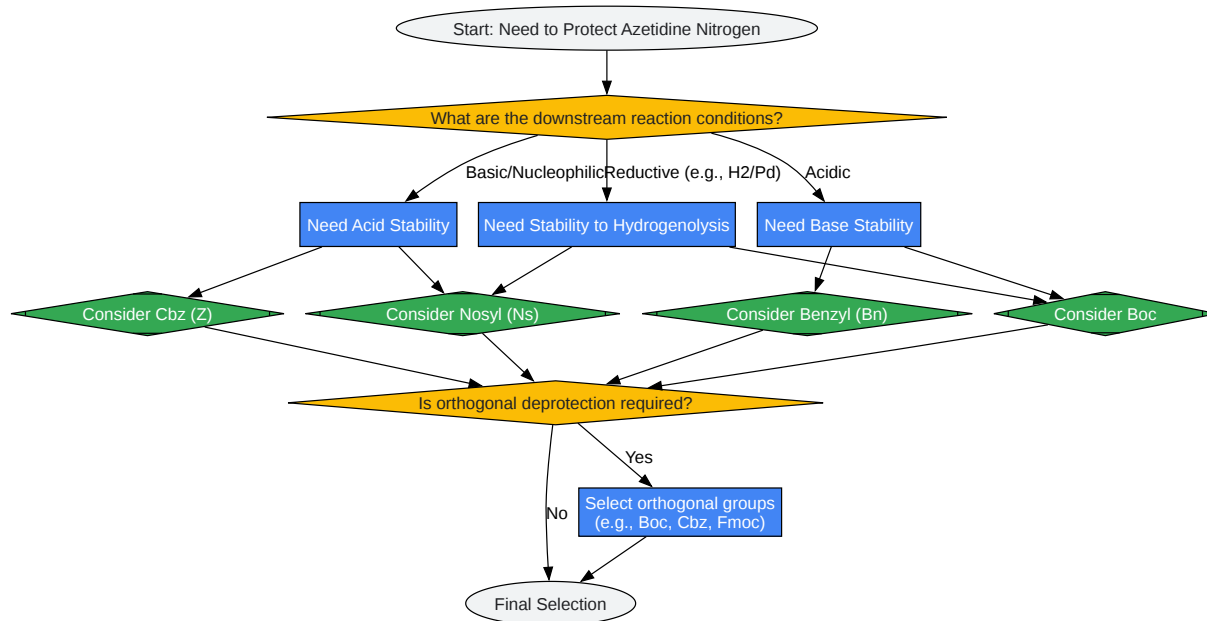 Start: Need to Protect Azetidine Nitrogen
What are the downstream reaction conditions?
Basic/Nucleophilic
Reductive (e.g., H2/Pd)
Acidic
Need Acid Stability
Need Stability to Hydrogenolysis
Need Base Stability
Consider Cbz (Z)
Consider Nosyl (Ns)
Consider Benzyl (Bn)
Consider Boc
Is orthogonal deprotection required?
Yes
No
Select orthogonal groups
(e.g., Boc, Cbz, Fmoc)
Final Selection